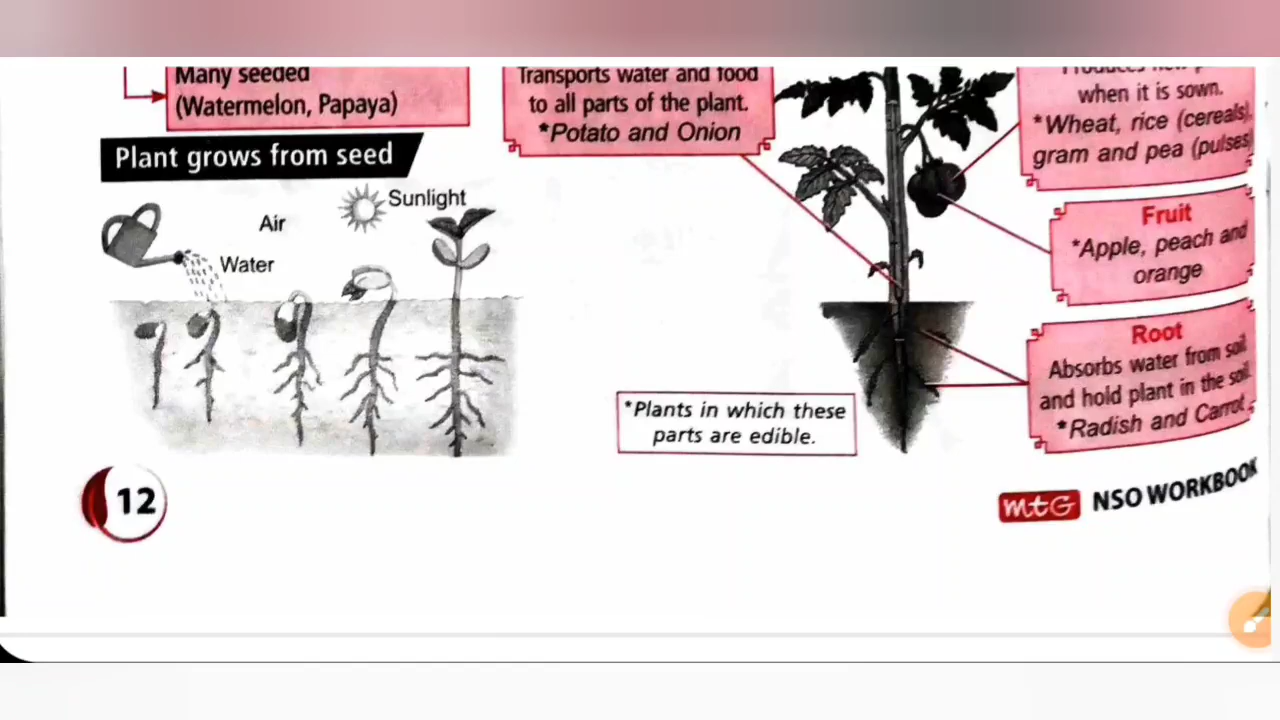 Many seeded
(Watermelon, Papaya)
Transports water and food
to all parts of the plant.
*Potato and Onion
when it is sown.
*Wheat, rice (cereals),
gram and pea (pulses)
Plant grows from seed
Sunlight
Air
Water
Fruit
*Apple, peach and
orange
Root
Absorbs water from soil
and hold plant in the soil.
*Radish and Carrot
*Plants in which these
parts are edible.
12
mtG NSO WORKBOOK